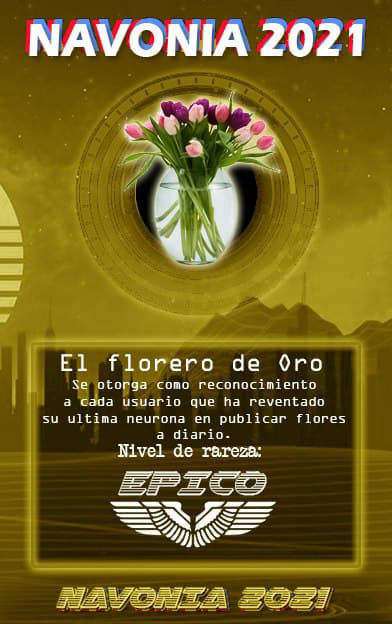 NAVONIA 2021
El florero de Oro
Se otorga como reconocimiento
a cada usuario que ha reventado
su ultima neurona en publicar flores
a diario.
Nivel de rareza:
EPICO
NAVONIA 2021